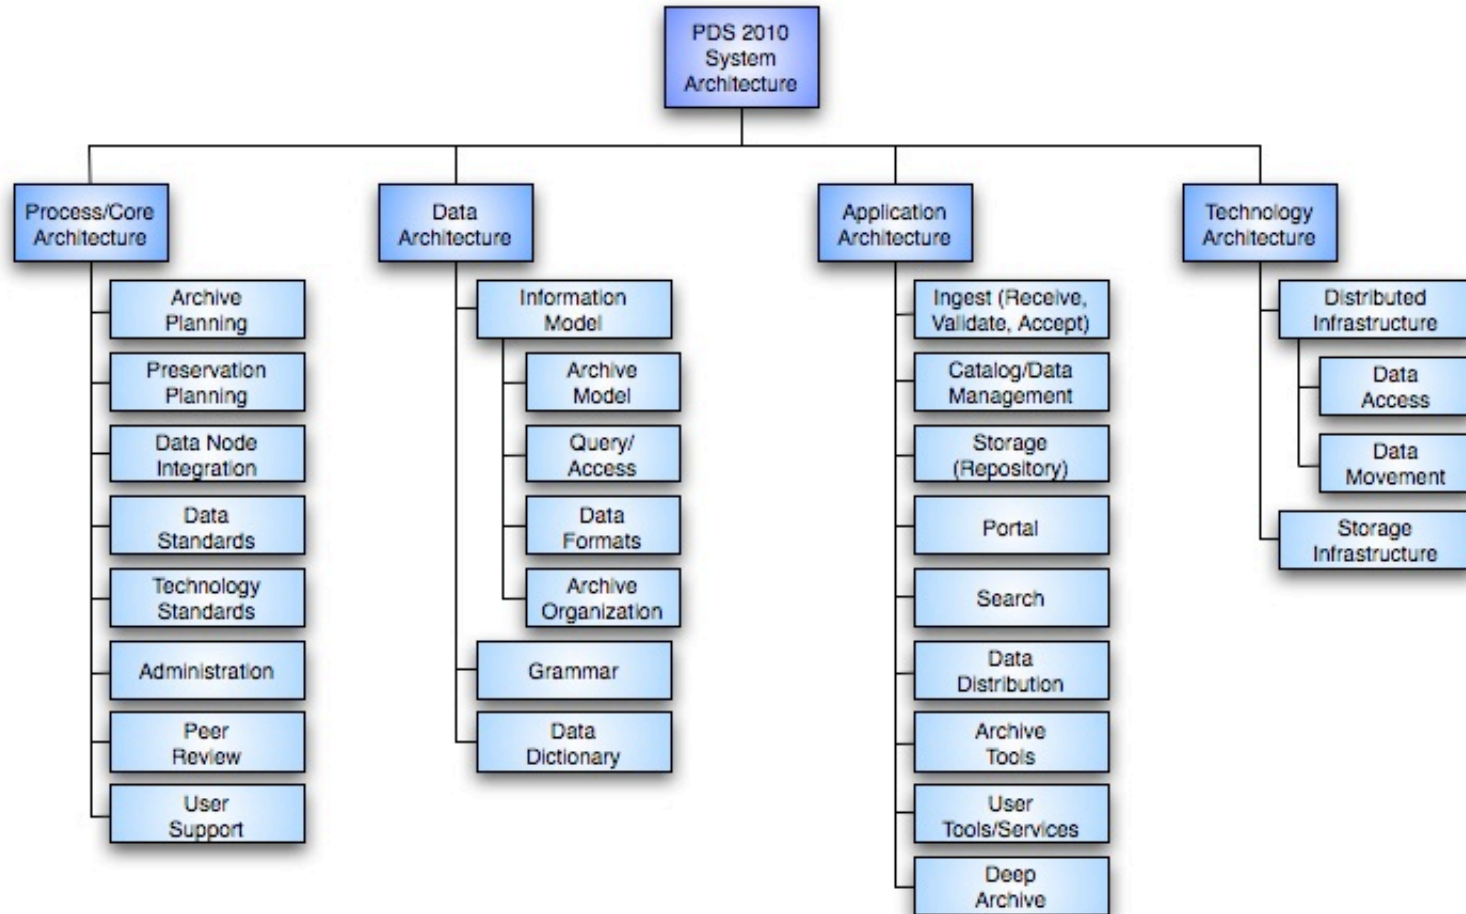 PDS 2010
System
Architecture
Process/Core
Architecture
Archive
Planning
Preservation
Planning
Data Node
Integration
Data
Standards
Technology
Standards
Administration
Peer
Review
User
Support
Data
Architecture
Information
Model
Archive
Model
Query/
Access
Data
Formats
Archive
Organization
Grammar
Data
Dictionary
Application
Architecture
Ingest (Receive,
Validate, Accept)
Catalog/Data
Management
Storage
(Repository)
Portal
Search
Data
Distribution
Archive
Tools
User
Tools/Services
Deep
Archive
Technology
Architecture
Distributed
Infrastructure
Data
Access
Data
Movement
Storage
Infrastructure